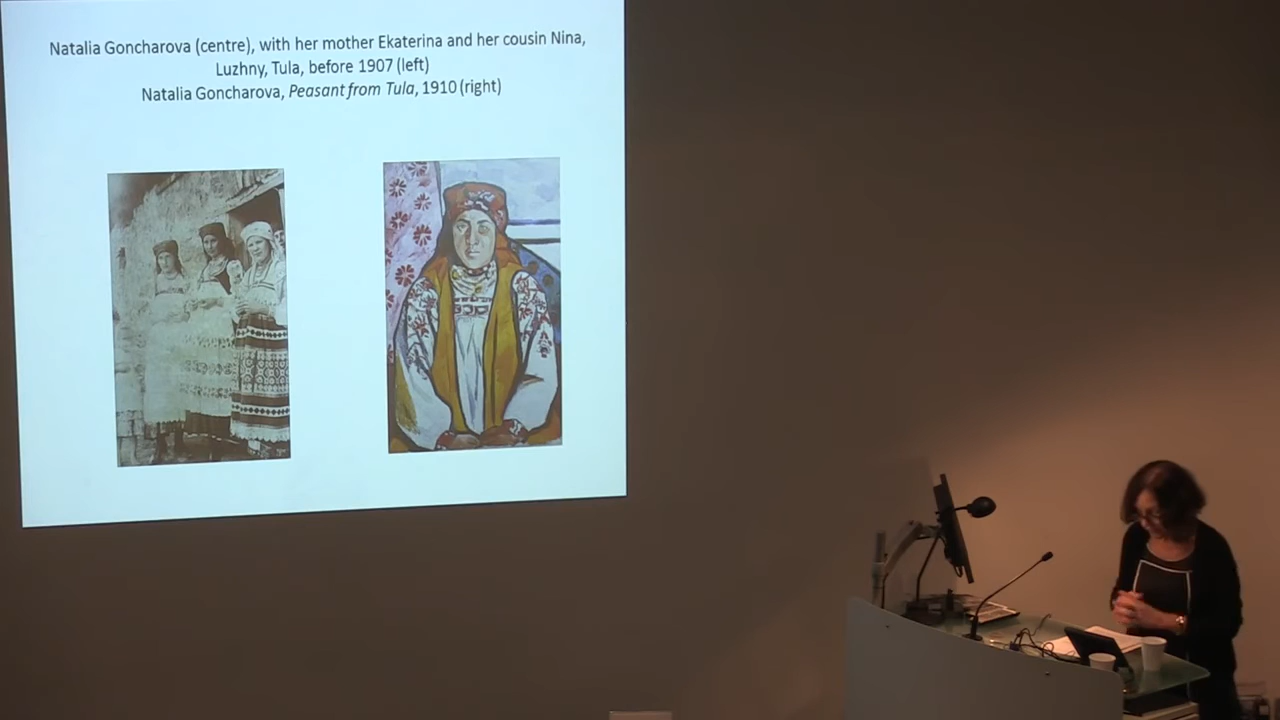 Natalia Goncharova (centre), with her mother Ekaterina and her cousin Nina,
Luzhny, Tula, before 1907 (left)
Natalia Goncharova, Peasant from Tula, 1910 (right)